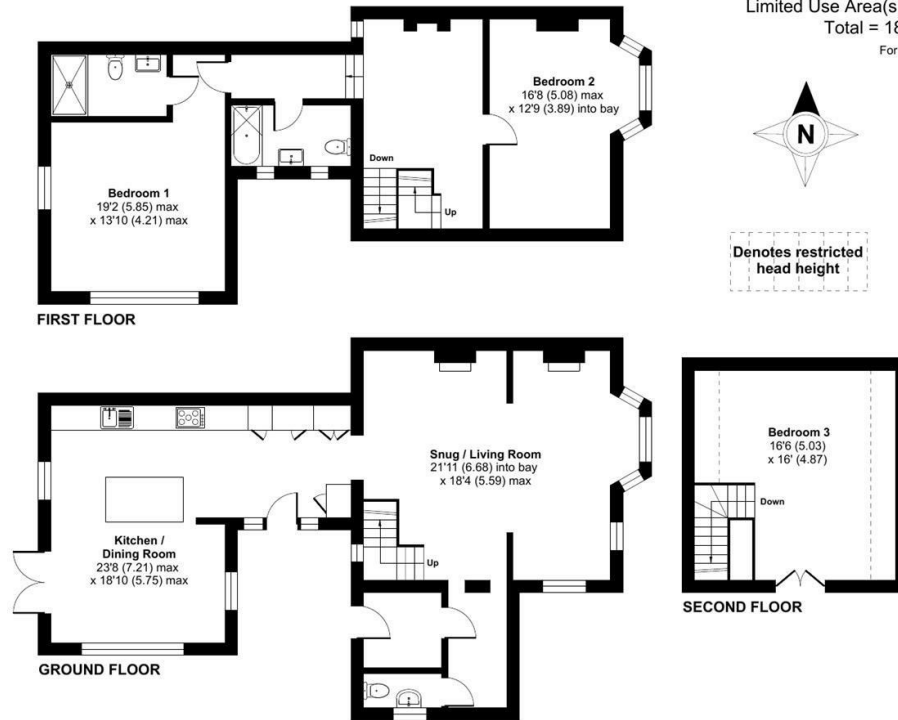 Limited Use Area(s
Total = 18
For
N
Denotes restricted
head height
Bedroom 2
16'8 (5.08) max
x 12'9 (3.89) into bay
Down
Up
Bedroom 1
19'2 (5.85) max
x 13'10 (4.21) max
FIRST FLOOR
Snug / Living Room
21'11 (6.68) into bay
x 18'4 (5.59) max
Up
Kitchen /
Dining Room
23'8 (7.21) max
x 18'10 (5.75) max
GROUND FLOOR
Bedroom 3
16'6 (5.03)
x 16' (4.87)
Down
SECOND FLOOR